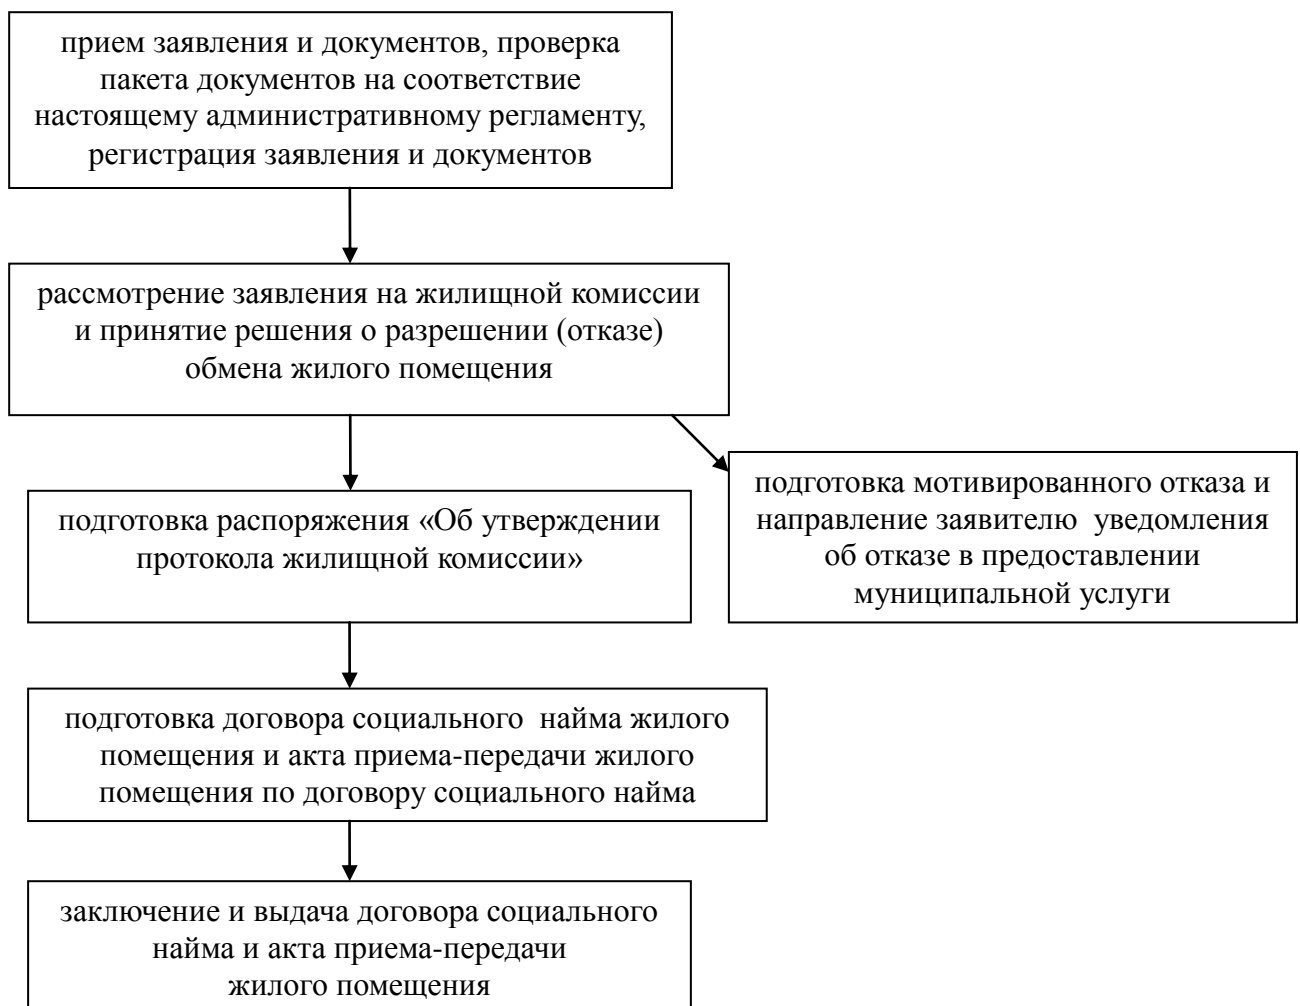 прием заявления и документов, проверка
пакета документов на соответствие
настоящему административному регламенту,
регистрация заявления и документов
рассмотрение заявления на жилищной комиссии
и принятие решения о разрешении (отказе)
обмена жилого помещения
подготовка мотивированного отказа и
направление заявителю  уведомления
об отказе в предоставлении
муниципальной услуги
подготовка распоряжения «Об утверждении
протокола жилищной комиссии»
подготовка договора социального  найма жилого
помещения и акта приема-передачи жилого
помещения по договору социального найма
заключение и выдача договора социального
найма и акта приема-передачи
жилого помещения